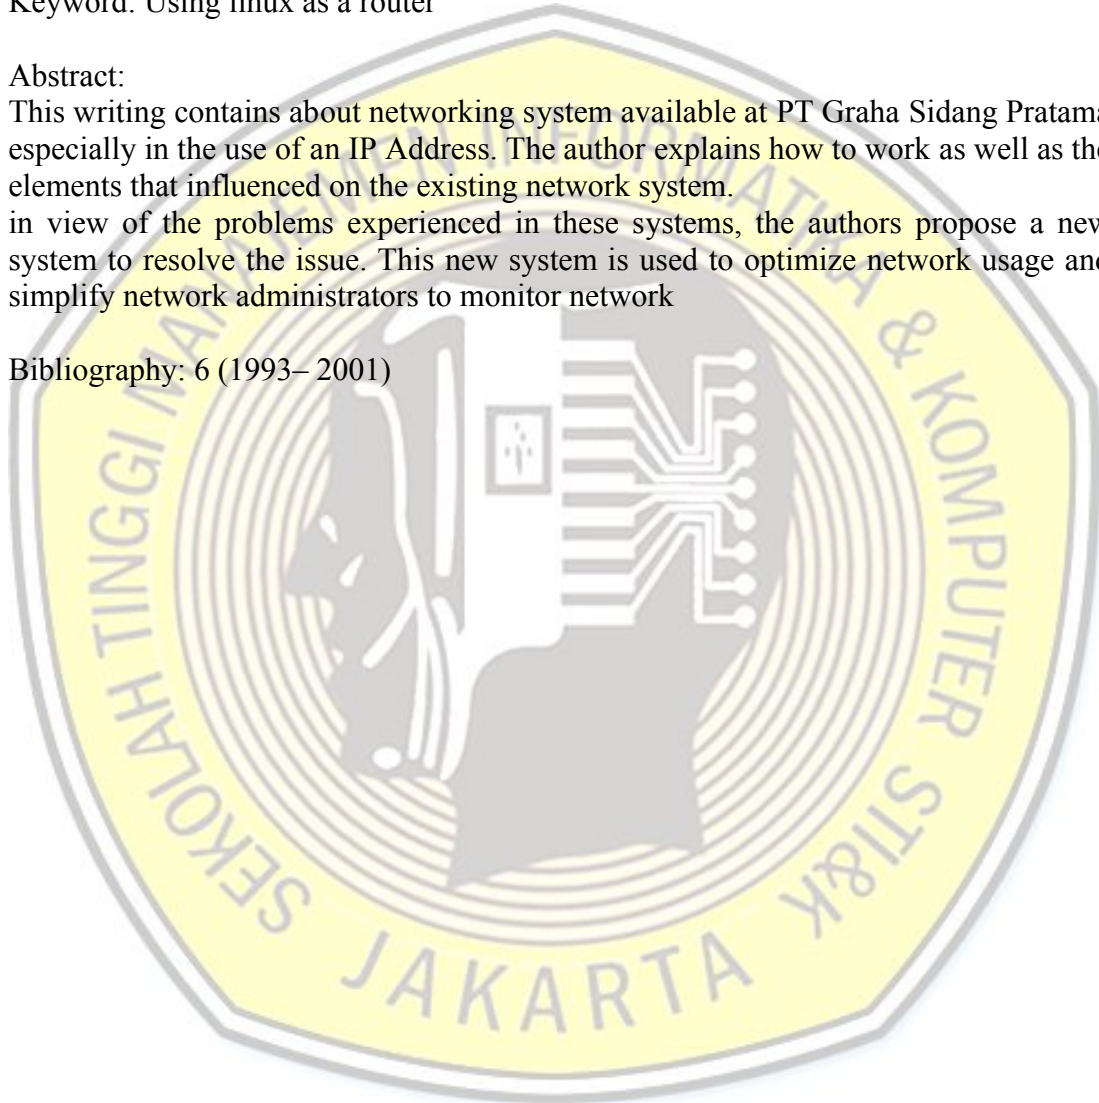 Keyword: Using linux as a router
Abstract:
This writing contains about networking system available at PT Graha Sidang Pratama
especially in the use of an IP Address. The author explains how to work as well as the
elements that influenced on the existing network system.
in view of the problems experienced in these systems, the authors propose a new
system to resolve the issue. This new system is used to optimize network usage and
simplify network administrators to monitor network
Bibliography: 6 (1993– 2001)
SEKOLAH TINGGI MANAJEMEN INFORMATIKA & KOMPUTER STI&K
JAKARTA